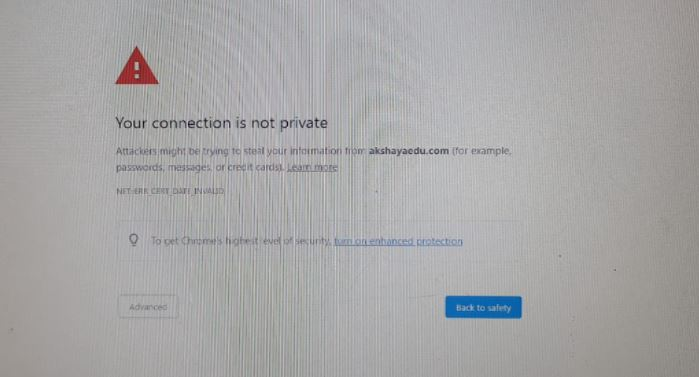 Your connection is not private
Attackers might be trying to steal your information from akshayaedu.com (for example,
passwords, messages, or credit cards). Learn more
NET::ERR_CERT_DATE_INVALID
To get Chrome's highest level of security, turn on enhanced protection
Advanced
Back to safety